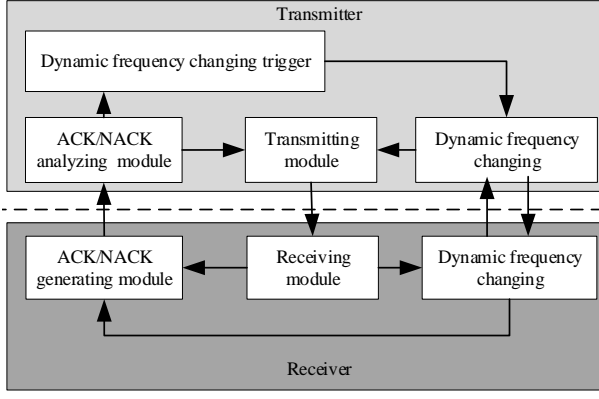 Transmitter
Dynamic frequency changing trigger
ACK/NACK
analyzing module
Transmitting
module
Dynamic frequency
changing
ACK/NACK
generating module
Receiving
module
Dynamic frequency
changing
Receiver